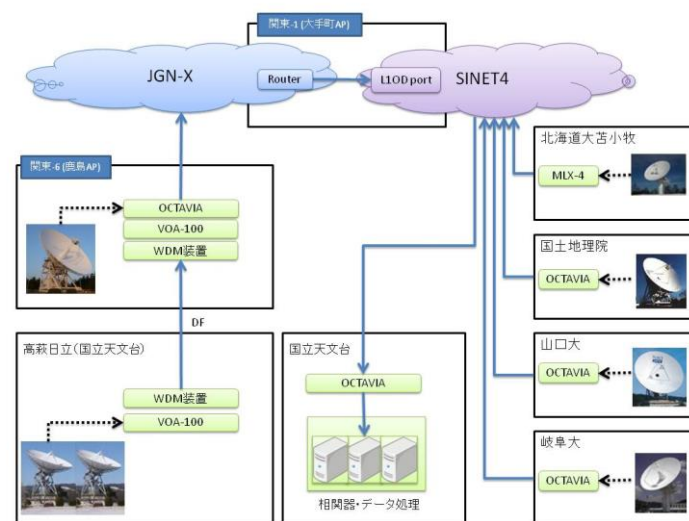 関東-1 (大手町AP)
JGN-X
Router
L1OD port
SINET4
関東-6(鹿島AP)
OCTAVIA
VOA-100
WDM装置
DF
高萩日立(国立天文台)
WDM装置
VOA-100
国立天文台
OCTAVIA
相関器・データ処理
北海道大苫小牧
MLX-4
国土地理院
OCTAVIA
山口大
OCTAVIA
岐阜大
OCTAVIA